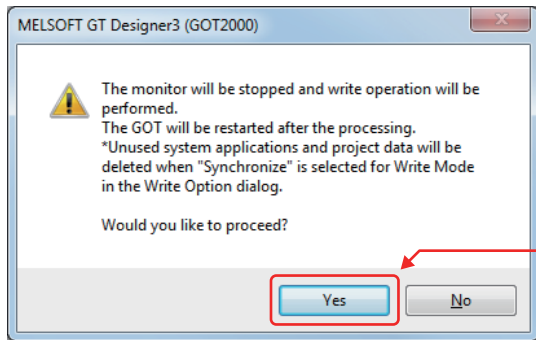 MELSOFT GT Designer3 (GOT2000)
The monitor will be stopped and write operation will be
performed.
The GOT will be restarted after the processing.
*Unused system applications and project data will be
deleted when "Synchronize" is selected for Write Mode
in the Write Option dialog.
Would you like to proceed?
Yes
No